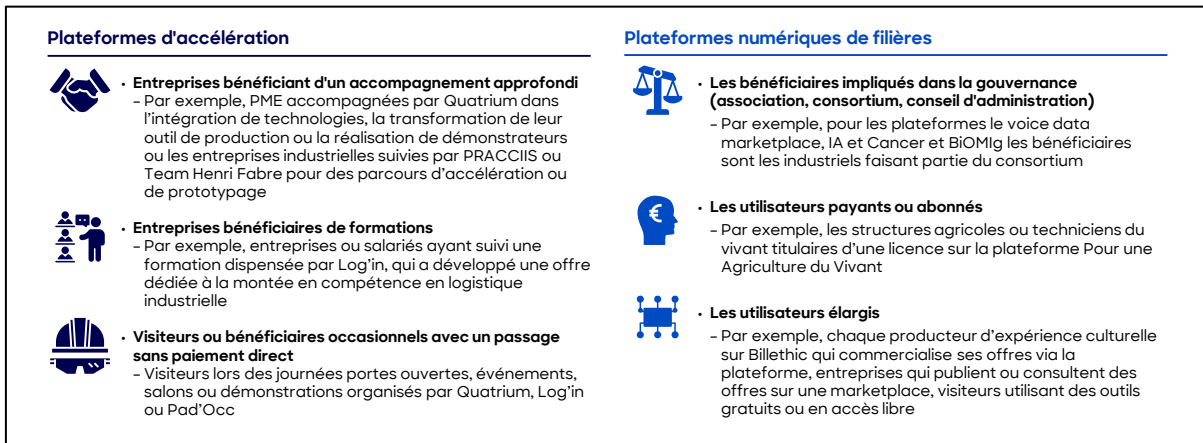 Plateformes d'accélération
• Entreprises bénéficiant d'un accompagnement approfondi
– Par exemple, PME accompagnées par Quatrium dans
l'intégration de technologies, la transformation de leur
outil de production ou la réalisation de démonstrateurs
ou les entreprises industrielles suivies par PRACCIIS ou
Team Henri Fabre pour des parcours d'accélération ou
de prototypage
• Entreprises bénéficiaires de formations
– Par exemple, entreprises ou salariés ayant suivi une
formation dispensée par Log'in, qui a développé une offre
dédiée à la montée en compétence en logistique
industrielle
• Visiteurs ou bénéficiaires occasionnels avec un passage
sans paiement direct
– Visiteurs lors des journées portes ouvertes, événements,
salons ou démonstrations organisés par Quatrium, Log'in
ou Pad'Occ
Plateformes numériques de filières
• Les bénéficiaires impliqués dans la gouvernance
(association, consortium, conseil d'administration)
– Par exemple, pour les plateformes le voice data
marketplace, IA et Cancer et BiOMIg les bénéficiaires
sont les industriels faisant partie du consortium
€
• Les utilisateurs payants ou abonnés
– Par exemple, les structures agricoles ou techniciens du
vivant titulaires d'une licence sur la plateforme Pour une
Agriculture du Vivant
• Les utilisateurs élargis
– Par exemple, chaque producteur d'expérience culturelle
sur Billethic qui commercialise ses offres via la
plateforme, entreprises qui publient ou consultent des
offres sur une marketplace, visiteurs utilisant des outils
gratuits ou en accès libre